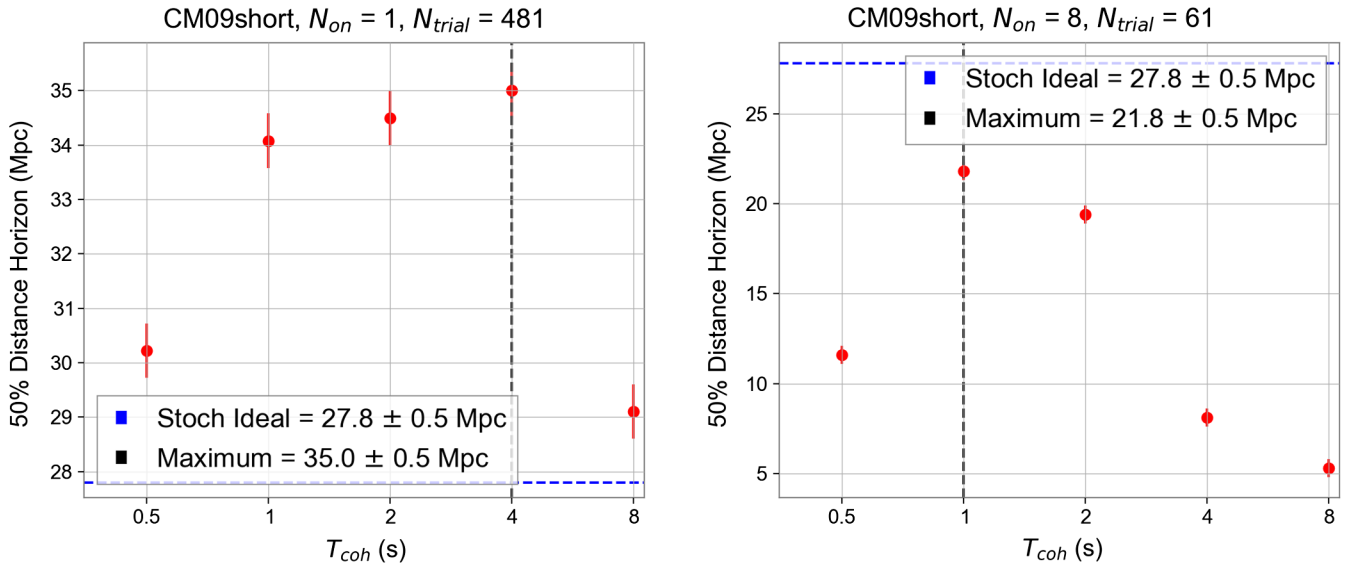 CM09short, N_on = 1, N_trial = 481
50% Distance Horizon (Mpc)
35
34
33
32
31
30
29
28
Stoch Ideal = 27.8 ± 0.5 Mpc
Maximum = 35.0 ± 0.5 Mpc
0.5 1 2 4 8
T_coh (s)
CM09short, N_on = 8, N_trial = 61
50% Distance Horizon (Mpc)
Stoch Ideal = 27.8 ± 0.5 Mpc
Maximum = 21.8 ± 0.5 Mpc
25
20
15
10
5
0.5 1 2 4 8
T_coh (s)